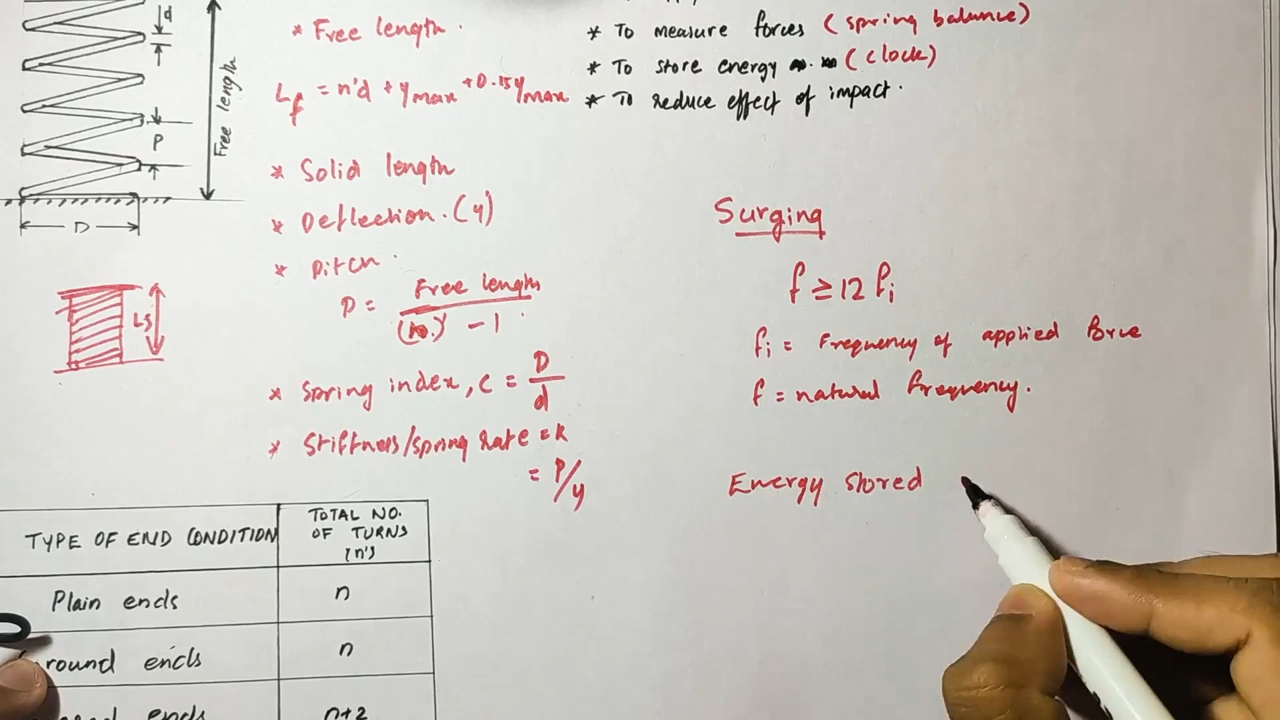 d
P
D
Free length
Ls
* Free length.
Lf = n'd + ymax + 0.15ymax
* Solid length
* Deflection. (y)
* Pitch.
P = Free length
(n.)' - 1
* Spring index, C = D
d
* Stiffness/spring rate = k
= P/y
* To measure forces (spring balance)
* To store energy (clock)
* To reduce effect of impact.
Surging
f ≥ 12 fi
fi = Frequency of applied force
f = natural frequency.
Energy stored
TYPE OF END CONDITION
TOTAL NO. OF TURNS (n's)
Plain ends
n
round ends
n
ends
n+2